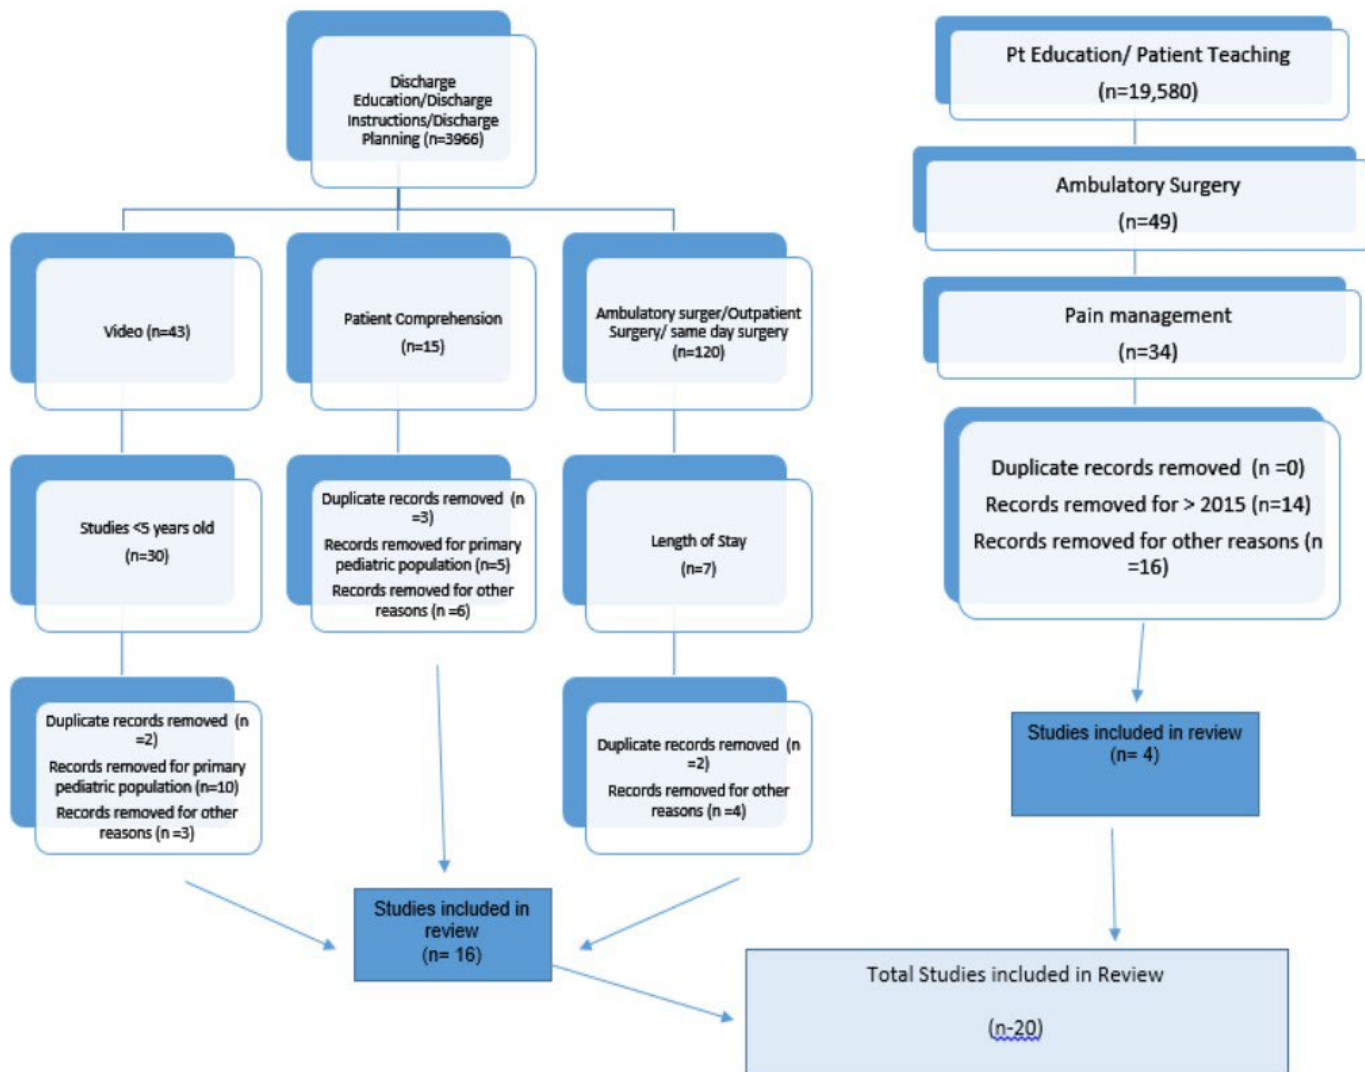 Discharge
Education/Discharge
Instructions/Discharge
Planning (n=3966)
Video (n=43)
Patient Comprehension
(n=15)
Ambulatory surger/Outpatient
Surgery/ same day surgery
(n=120)
Studies <5 years old
(n=30)
Duplicate records removed (n
=3)
Records removed for primary
pediatric population (n=5)
Records removed for other
reasons (n =6)
Length of Stay
(n=7)
Duplicate records removed (n
=2)
Records removed for primary
pediatric population (n=10)
Records removed for other
reasons (n =3)
Duplicate records removed (n
=2)
Records removed for other
reasons (n =4)
Studies included in
review
(n= 16)
Pt Education/ Patient Teaching
(n=19,580)
Ambulatory Surgery
(n=49)
Pain management
(n=34)
Duplicate records removed (n =0)
Records removed for > 2015 (n=14)
Records removed for other reasons (n
=16)
Studies included in review
(n= 4)
Total Studies included in Review
(n-20)